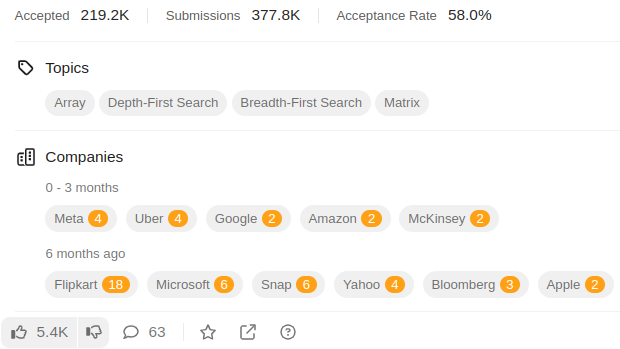 Accepted 219.2K Submissions 377.8K Acceptance Rate 58.0%
Topics
Array Depth-First Search Breadth-First Search Matrix
Companies
0 - 3 months
Meta 4 Uber 4 Google 2 Amazon 2 McKinsey 2
6 months ago
Flipkart 18 Microsoft 6 Snap 6 Yahoo 4 Bloomberg 3 Apple 2
5.4K 63